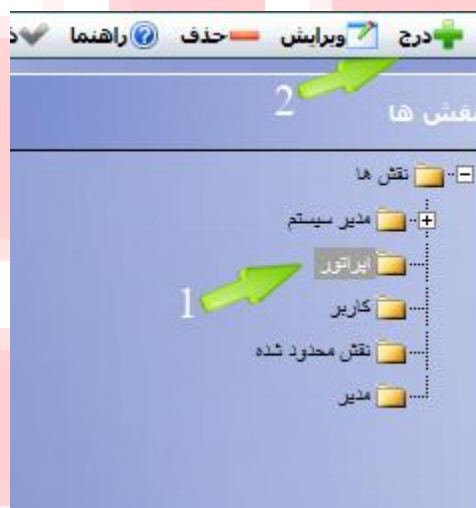 درج ویرایش حذف راهنما
2
نقش ها
نقش ها
مدیر سیستم
اپراتور
1
کاربر
نقش محدود شده
مدیر